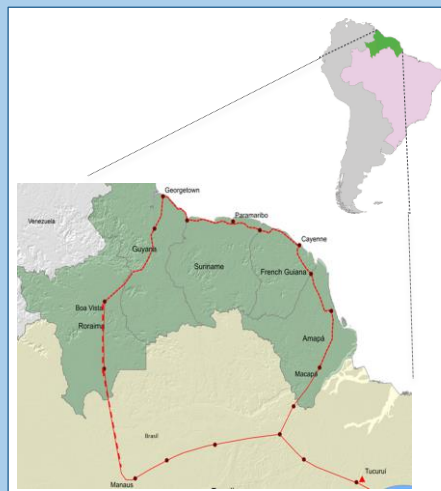 Georgetown
Venezuela
Paramaribo
Guyana
Cayenne
Suriname
French Guiana
Boa Vista
Roraima
Amapá
Macapá
Brasil
Tucuruí
Manaus